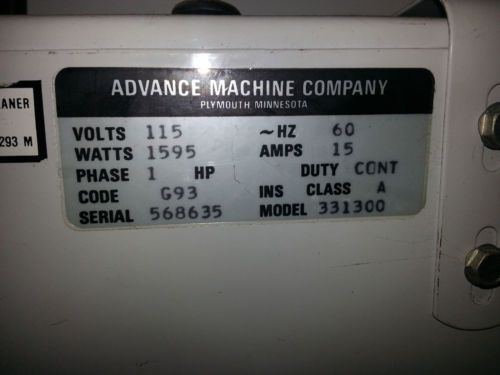 ADVANCE MACHINE COMPANY
PLYMOUTH MINNESOTA
VOLTS 115 ~HZ 60
WATTS 1595 AMPS 15
PHASE 1 HP DUTY CONT
CODE G93 INS CLASS A
SERIAL 568635 MODEL 331300
ANER
293 M